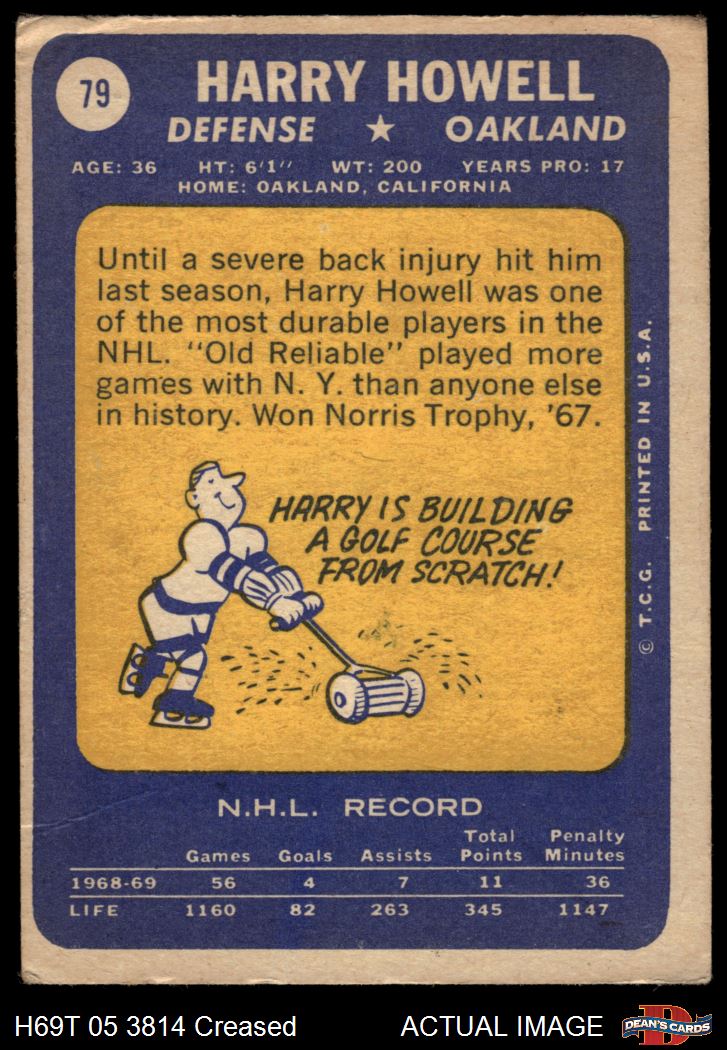 79
HARRY HOWELL
DEFENSE ★ OAKLAND
AGE: 36 HT: 6'1'' WT: 200 YEARS PRO: 17
HOME: OAKLAND, CALIFORNIA
Until a severe back injury hit him
last season, Harry Howell was one
of the most durable players in the
NHL. "Old Reliable" played more
games with N. Y. than anyone else
in history. Won Norris Trophy, '67.
HARRY IS BUILDING
A GOLF COURSE
FROM SCRATCH!
© T.C.G. PRINTED IN U.S.A.
N.H.L. RECORD
Games Goals Assists Total Points Penalty Minutes
1968-69 56 4 7 11 36
LIFE 1160 82 263 345 1147
H69T 05 3814 Creased ACTUAL IMAGE
D
DEAN'S CARDS